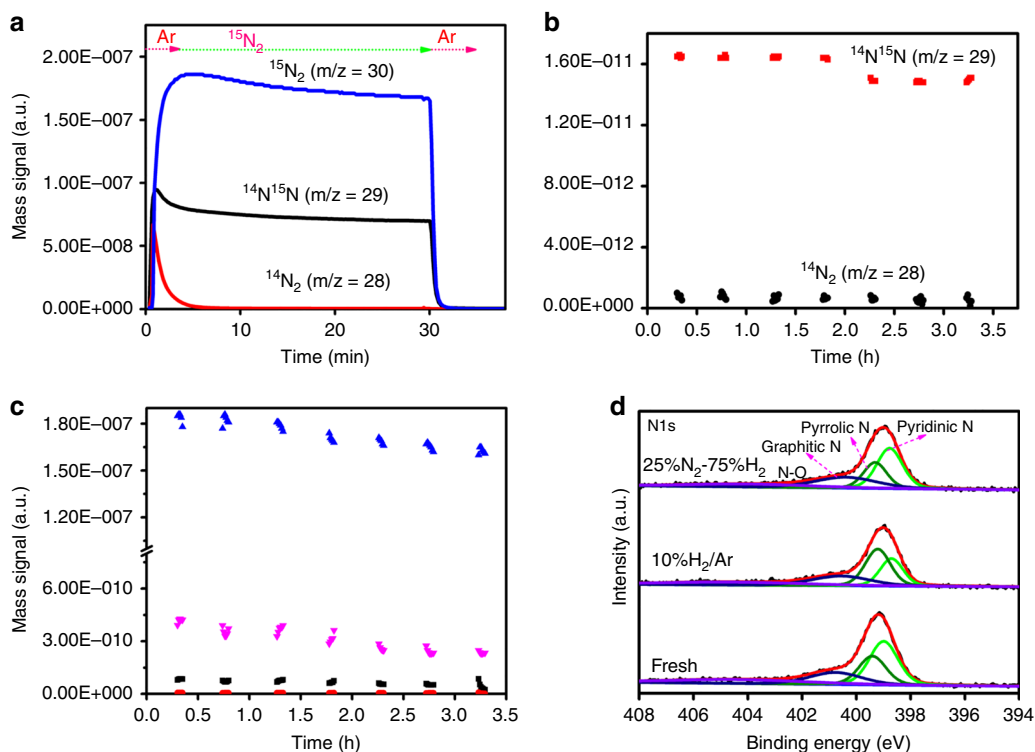 a
Ar
¹⁵N₂
Ar
2.00E−007
1.50E−007
1.00E−007
5.00E−008
0.00E+000
¹⁵N₂ (m/z = 30)
¹⁴N¹⁵N (m/z = 29)
¹⁴N₂ (m/z = 28)
Mass signal (a.u.)
0
10
20
30
Time (min)
b
1.60E−011
1.20E−011
8.00E−012
4.00E−012
0.00E+000
¹⁴N¹⁵N (m/z = 29)
¹⁴N₂ (m/z = 28)
Mass signal (a.u.)
0.0 0.5 1.0 1.5 2.0 2.5 3.0 3.5
Time (h)
c
1.80E−007
1.50E−007
1.20E−007
6.00E−010
3.00E−010
0.00E+000
Mass signal (a.u.)
0.0 0.5 1.0 1.5 2.0 2.5 3.0 3.5
Time (h)
d
N1s
Pyrrolic N
Pyridinic N
Graphitic N
N-O
25%N₂-75%H₂
10%H₂/Ar
Fresh
Intensity (a.u.)
408 406 404 402 400 398 396 394
Binding energy (eV)